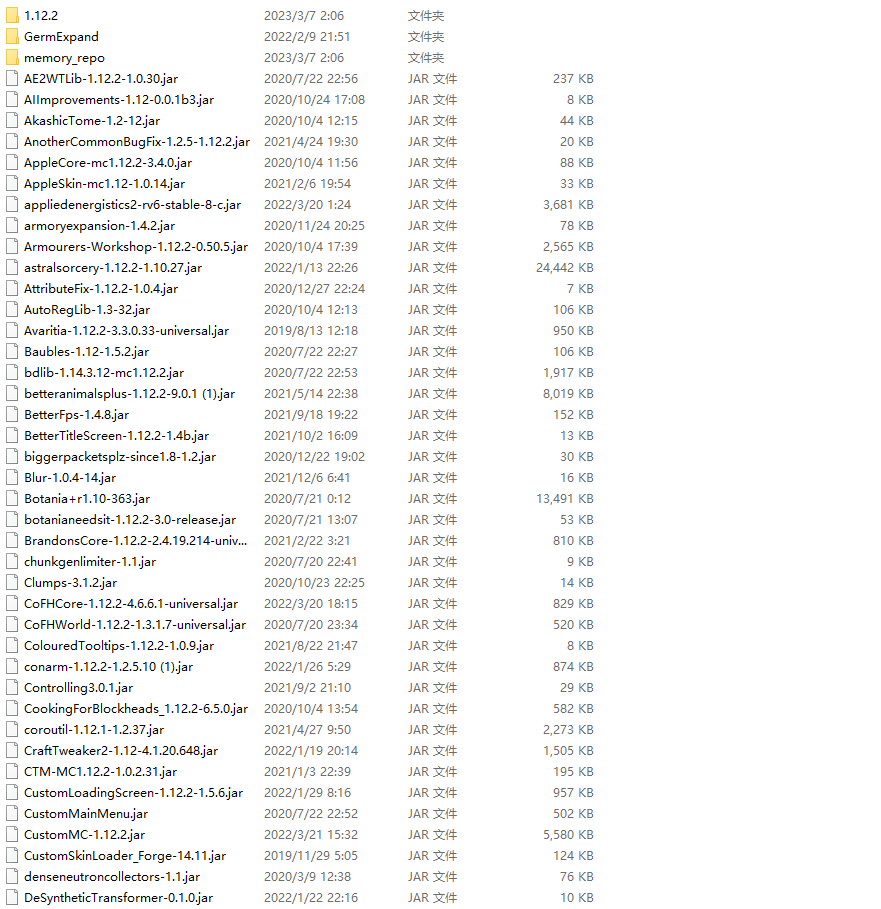 1.12.2 2023/3/7 2:06 文件夹
GermExpand 2022/2/9 21:51 文件夹
memory_repo 2023/3/7 2:06 文件夹
AE2WTLib-1.12.2-1.0.30.jar 2020/7/22 22:56 JAR 文件 237 KB
AIImprovements-1.12-0.0.1b3.jar 2020/10/24 17:08 JAR 文件 8 KB
AkashicTome-1.2-12.jar 2020/10/4 12:15 JAR 文件 44 KB
AnotherCommonBugFix-1.2.5-1.12.2.jar 2021/4/24 19:30 JAR 文件 20 KB
AppleCore-mc1.12.2-3.4.0.jar 2020/10/4 11:56 JAR 文件 88 KB
AppleSkin-mc1.12-1.0.14.jar 2021/2/6 19:54 JAR 文件 33 KB
appliedenergistics2-rv6-stable-8-c.jar 2022/3/20 1:24 JAR 文件 3,681 KB
armoryexpansion-1.4.2.jar 2020/11/24 20:25 JAR 文件 78 KB
Armourers-Workshop-1.12.2-0.50.5.jar 2020/10/4 17:39 JAR 文件 2,565 KB
astralsorcery-1.12.2-1.10.27.jar 2022/1/13 22:26 JAR 文件 24,442 KB
AttributeFix-1.12.2-1.0.4.jar 2020/12/27 22:24 JAR 文件 7 KB
AutoRegLib-1.3-32.jar 2020/10/4 12:13 JAR 文件 106 KB
Avaritia-1.12.2-3.3.0.33-universal.jar 2019/8/13 12:18 JAR 文件 950 KB
Baubles-1.12-1.5.2.jar 2020/7/22 22:27 JAR 文件 106 KB
bdlib-1.14.3.12-mc1.12.2.jar 2020/7/22 22:53 JAR 文件 1,917 KB
betteranimalsplus-1.12.2-9.0.1 (1).jar 2021/5/14 22:38 JAR 文件 8,019 KB
BetterFps-1.4.8.jar 2021/9/18 19:22 JAR 文件 152 KB
BetterTitleScreen-1.12.2-1.4b.jar 2021/10/2 16:09 JAR 文件 13 KB
biggerpacketsplz-since1.8-1.2.jar 2020/12/22 19:02 JAR 文件 30 KB
Blur-1.0.4-14.jar 2021/12/6 6:41 JAR 文件 16 KB
Botania+r1.10-363.jar 2020/7/21 0:12 JAR 文件 13,491 KB
botanianeedsit-1.12.2-3.0-release.jar 2020/7/21 13:07 JAR 文件 53 KB
BrandonsCore-1.12.2-2.4.19.214-univ... 2021/2/22 3:21 JAR 文件 810 KB
chunkgenlimiter-1.1.jar 2020/7/20 22:41 JAR 文件 9 KB
Clumps-3.1.2.jar 2020/10/23 22:25 JAR 文件 14 KB
CoFHCore-1.12.2-4.6.6.1-universal.jar 2022/3/20 18:15 JAR 文件 829 KB
CoFHWorld-1.12.2-1.3.1.7-universal.jar 2020/7/20 23:34 JAR 文件 520 KB
ColouredTooltips-1.12.2-1.0.9.jar 2021/8/22 21:47 JAR 文件 8 KB
conarm-1.12.2-1.2.5.10 (1).jar 2022/1/26 5:29 JAR 文件 874 KB
Controlling3.0.1.jar 2021/9/2 21:10 JAR 文件 29 KB
CookingForBlockheads_1.12.2-6.5.0.jar 2020/10/4 13:54 JAR 文件 582 KB
coroutil-1.12.1-1.2.37.jar 2021/4/27 9:50 JAR 文件 2,273 KB
CraftTweaker2-1.12-4.1.20.648.jar 2022/1/19 20:14 JAR 文件 1,505 KB
CTM-MC1.12.2-1.0.2.31.jar 2021/1/3 22:39 JAR 文件 195 KB
CustomLoadingScreen-1.12.2-1.5.6.jar 2022/1/29 8:16 JAR 文件 957 KB
CustomMainMenu.jar 2020/7/22 22:52 JAR 文件 502 KB
CustomMC-1.12.2.jar 2022/3/21 15:32 JAR 文件 5,580 KB
CustomSkinLoader_Forge-14.11.jar 2019/11/29 5:05 JAR 文件 124 KB
denseneutroncollectors-1.1.jar 2020/3/9 12:38 JAR 文件 76 KB
DeSyntheticTransformer-0.1.0.jar 2022/1/22 22:16 JAR 文件 10 KB